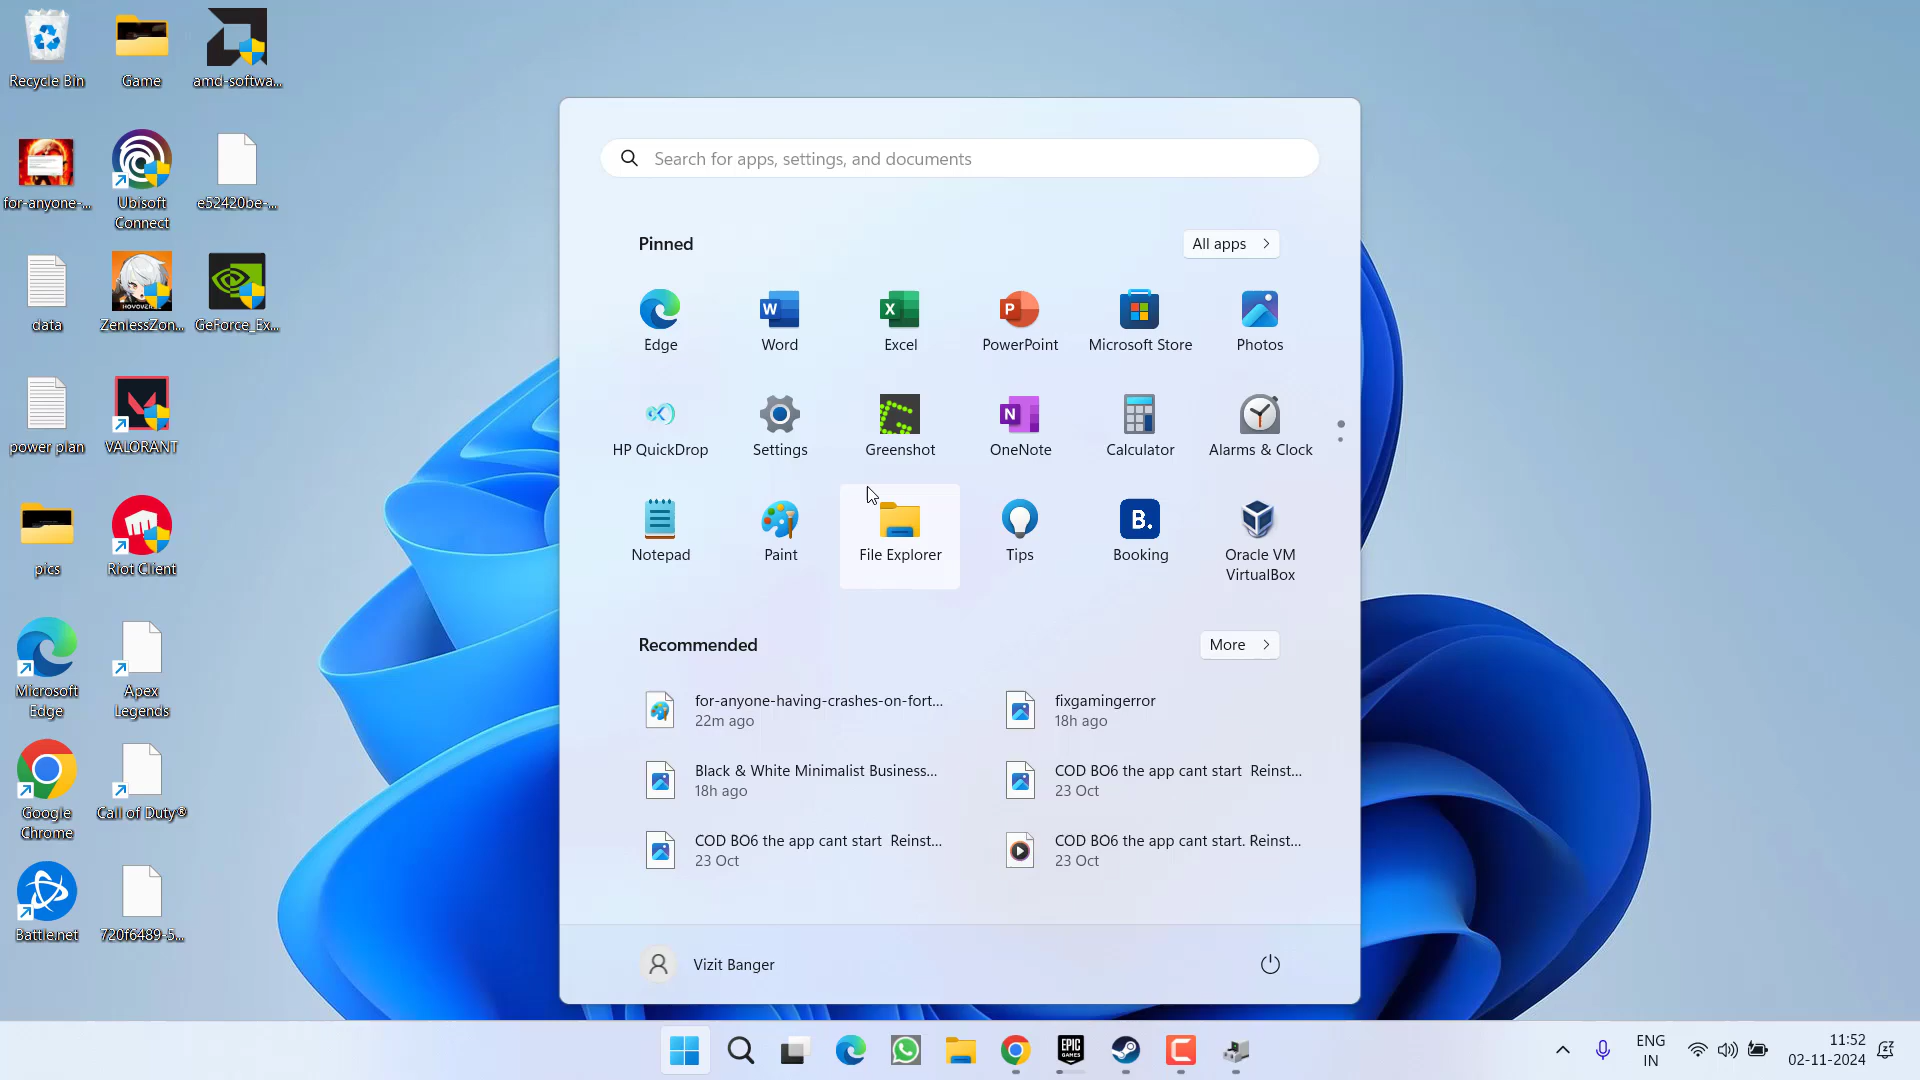 Recycle Bin
Game
amd-softwa...
for-anyone-...
Ubisoft
Connect
e52420be-...
data
ZenlessZon...
GeForce_Ex...
power plan
VALORANT
pics
Riot Client
Microsoft
Edge
Apex
Legends
Google
Chrome
Call of Duty®
Battle.net
720f6489-5...
Search for apps, settings, and documents
Pinned
All apps
Edge
Word
Excel
PowerPoint
Microsoft Store
Photos
HP QuickDrop
Settings
Greenshot
OneNote
Calculator
Alarms & Clock
Notepad
Paint
File Explorer
Tips
Booking
Oracle VM
VirtualBox
Recommended
More
for-anyone-having-crashes-on-fort...
22m ago
fixgamingerror
18h ago
Black & White Minimalist Business...
18h ago
COD BO6 the app cant start  Reinst...
23 Oct
COD BO6 the app cant start  Reinst...
23 Oct
COD BO6 the app cant start. Reinst...
23 Oct
Vizit Banger
EPIC
GAMES
ENG
IN
11:52
02-11-2024